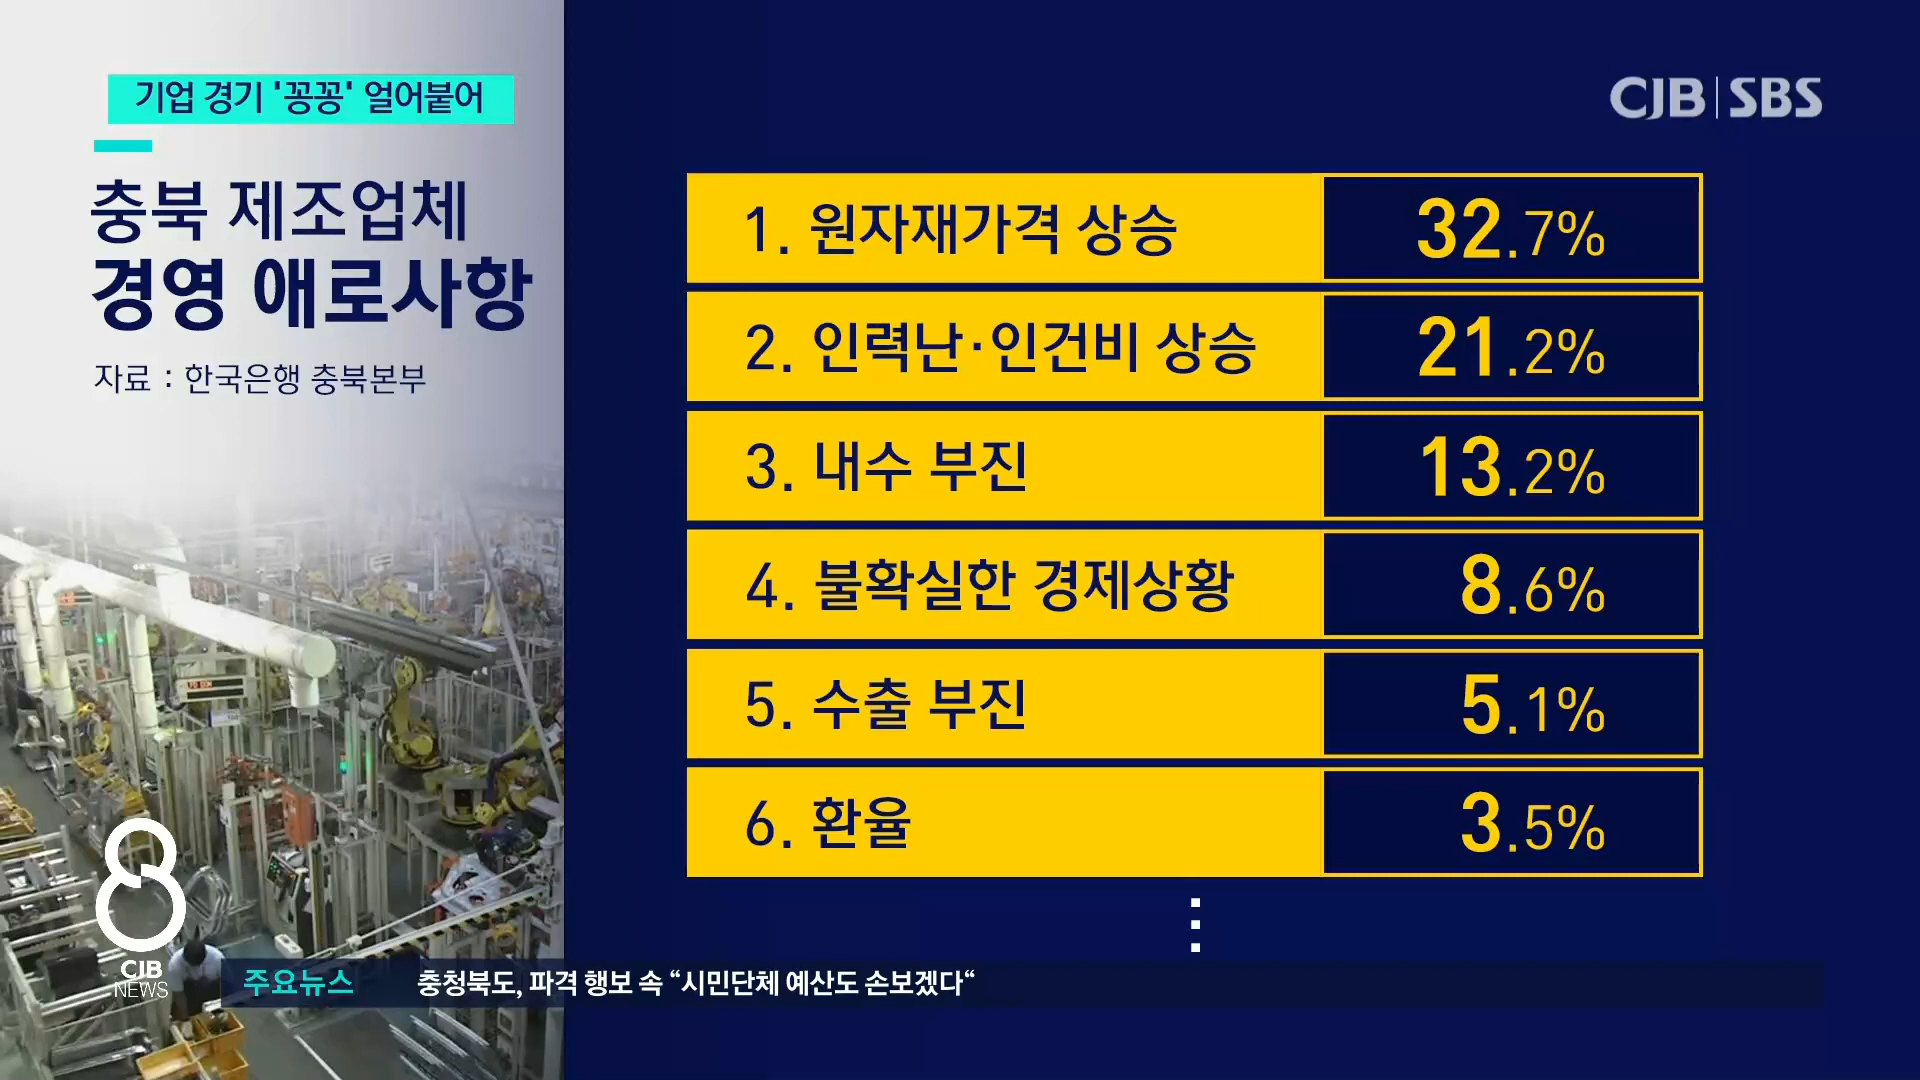 기업 경기 '꽁꽁' 얼어붙어
충북 제조업체
경영 애로사항
자료 : 한국은행 충북본부
CJB SBS
1. 원자재가격 상승 32.7%
2. 인력난·인건비 상승 21.2%
3. 내수 부진 13.2%
4. 불확실한 경제상황 8.6%
5. 수출 부진 5.1%
6. 환율 3.5%
8
CJB
NEWS
주요뉴스 충청북도, 파격 행보 속 “시민단체 예산도 손보겠다“